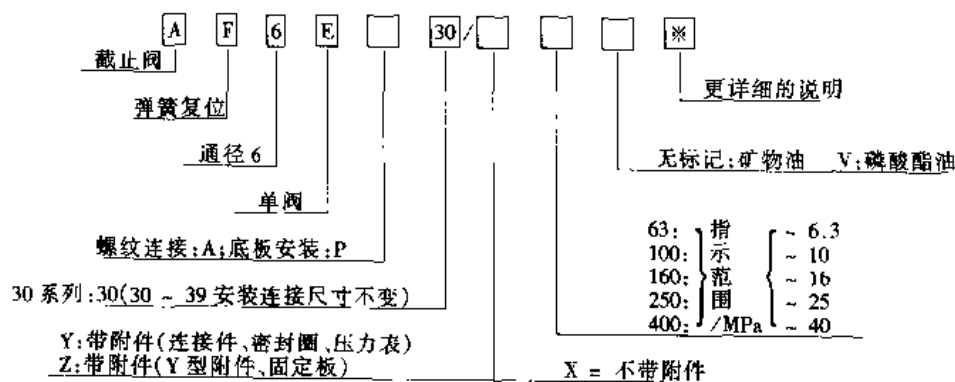 A F 6 E 30/ ※
截止阀
更详细的说明
弹簧复位
通径6
无标记:矿物油 V:磷酸酯油
单阀
螺纹连接:A;底板安装:P
63: 指 ~ 6.3
100: 示 ~ 10
160: 范 ~ 16
250: 围 ~ 25
400: /MPa ~ 40
30系列:30(30 ~ 39安装连接尺寸不变)
Y:带附件(连接件、密封圈、压力表)
Z:带附件(Y型附件、固定板)
X = 不带附件